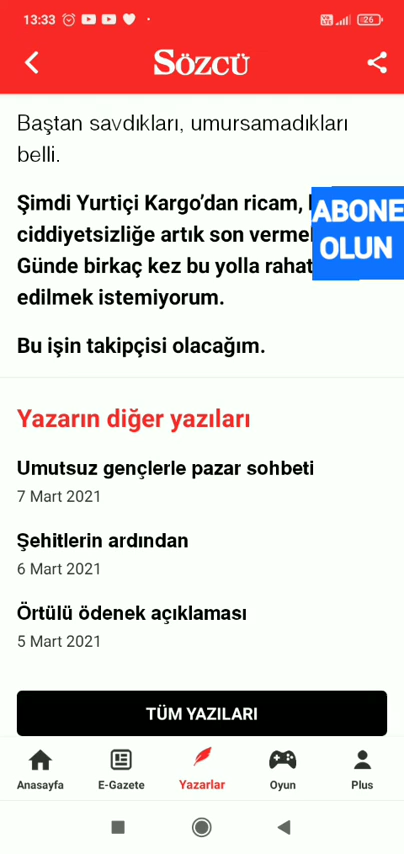 13:33
26
SÖZCÜ
Baştan savdıkları, umursamadıkları
belli.
Şimdi Yurtiçi Kargo’dan ricam,
ciddiyetsizliğe artık son
Günde birkaç kez bu yolla
edilmek istemiyorum.
ABONE
OLUN
Bu işin takipçisi olacağım.
Yazarın diğer yazıları
Umutsuz gençlerle pazar sohbeti
7 Mart 2021
Şehitlerin ardından
6 Mart 2021
Örtülü ödenek açıklaması
5 Mart 2021
TÜM YAZILARI
Anasayfa
E-Gazete
Yazarlar
Oyun
Plus